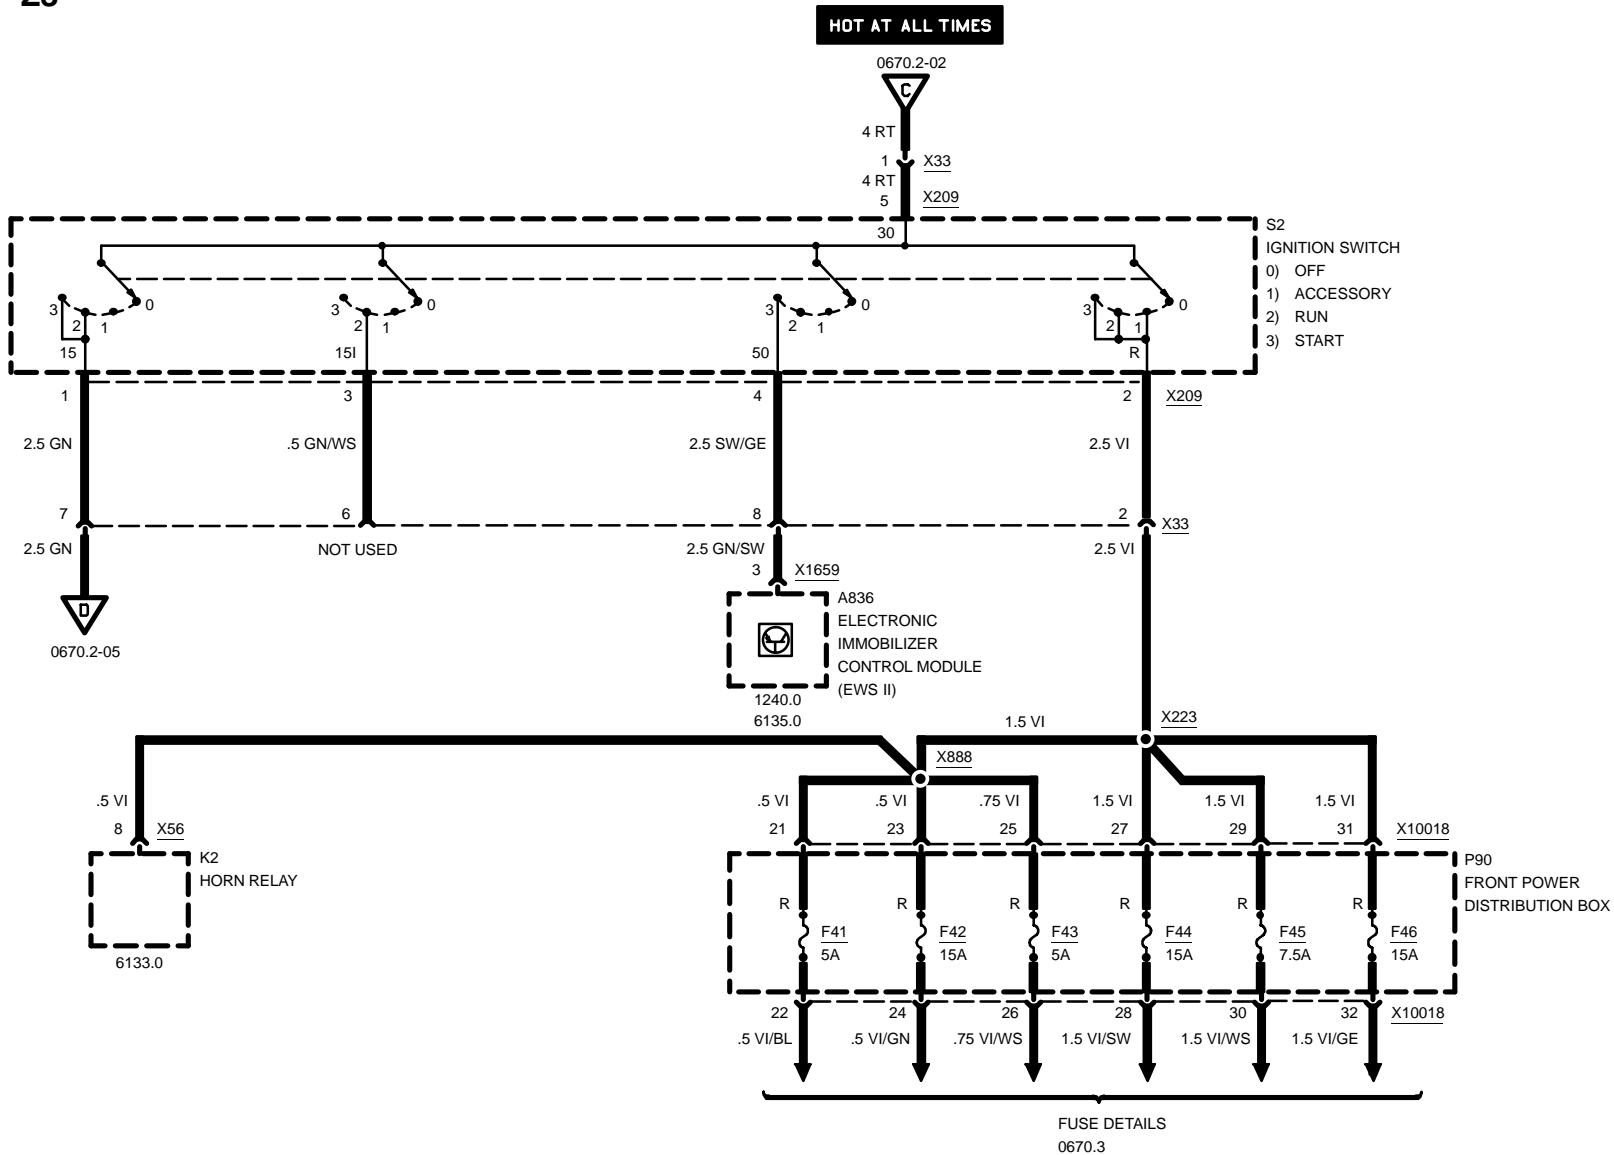 HOT AT ALL TIMES
0670.2-02
C
4 RT
1 X33
4 RT
5 X209
30
S2
IGNITION SWITCH
0) OFF
1) ACCESSORY
2) RUN
3) START
3 2 1 0
3 2 1 0
3 2 1 0
3 2 1 0
15 15I 50 R
1 3 4 2 X209
2.5 GN .5 GN/WS 2.5 SW/GE 2.5 VI
7 6 8 2 X33
2.5 GN NOT USED 2.5 GN/SW 2.5 VI
3 X1659
D
0670.2-05
A836
ELECTRONIC
IMMOBILIZER
CONTROL MODULE
(EWS II)
1240.0
6135.0
1.5 VI X223
X888
.5 VI .5 VI .5 VI .75 VI 1.5 VI 1.5 VI 1.5 VI
8 X56 21 23 25 27 29 31 X10018
K2
HORN RELAY
6133.0
P90
FRONT POWER
DISTRIBUTION BOX
R R R R R R
F41 F42 F43 F44 F45 F46
5A 15A 5A 15A 7.5A 15A
22 24 26 28 30 32 X10018
.5 VI/BL .5 VI/GN .75 VI/WS 1.5 VI/SW 1.5 VI/WS 1.5 VI/GE
FUSE DETAILS
0670.3